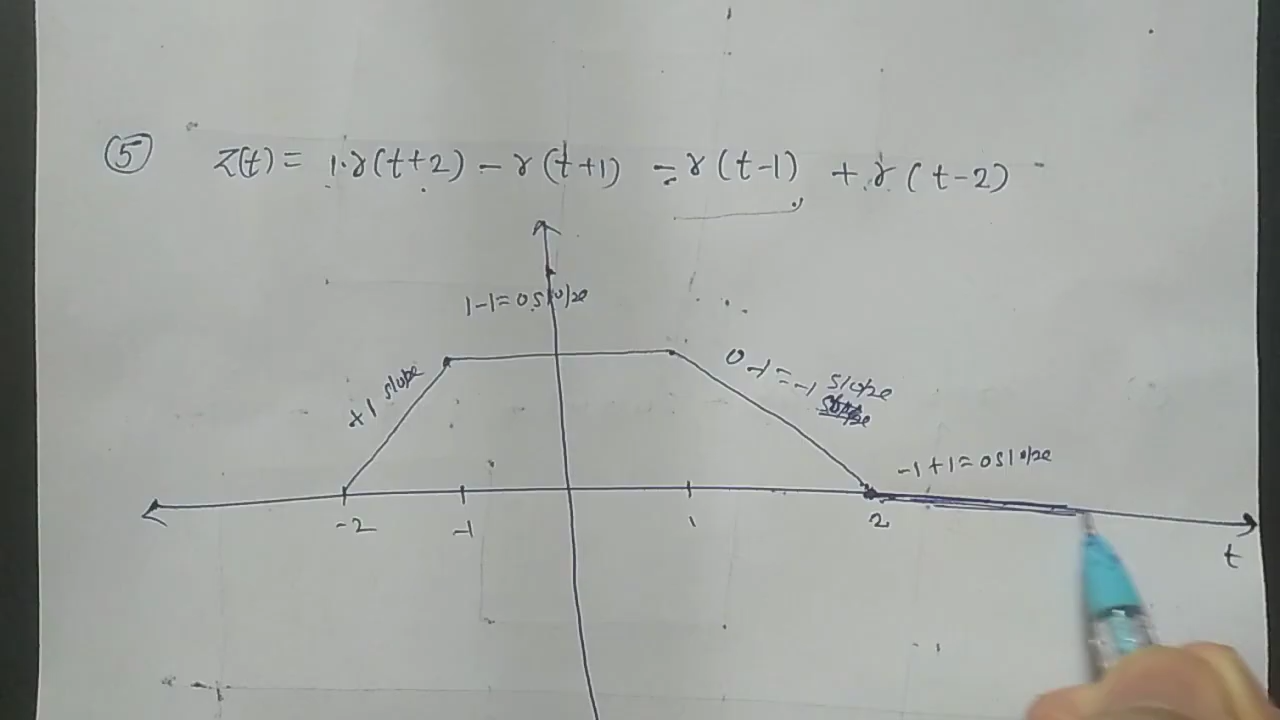 ⑤ z(t) = 1.r(t+2) - r(t+1) - r(t-1) + r(t-2)
1-1=0 slope
+1 slope
0-1=-1 slope
-1+1=0 slope
-2 -1 1 2
t